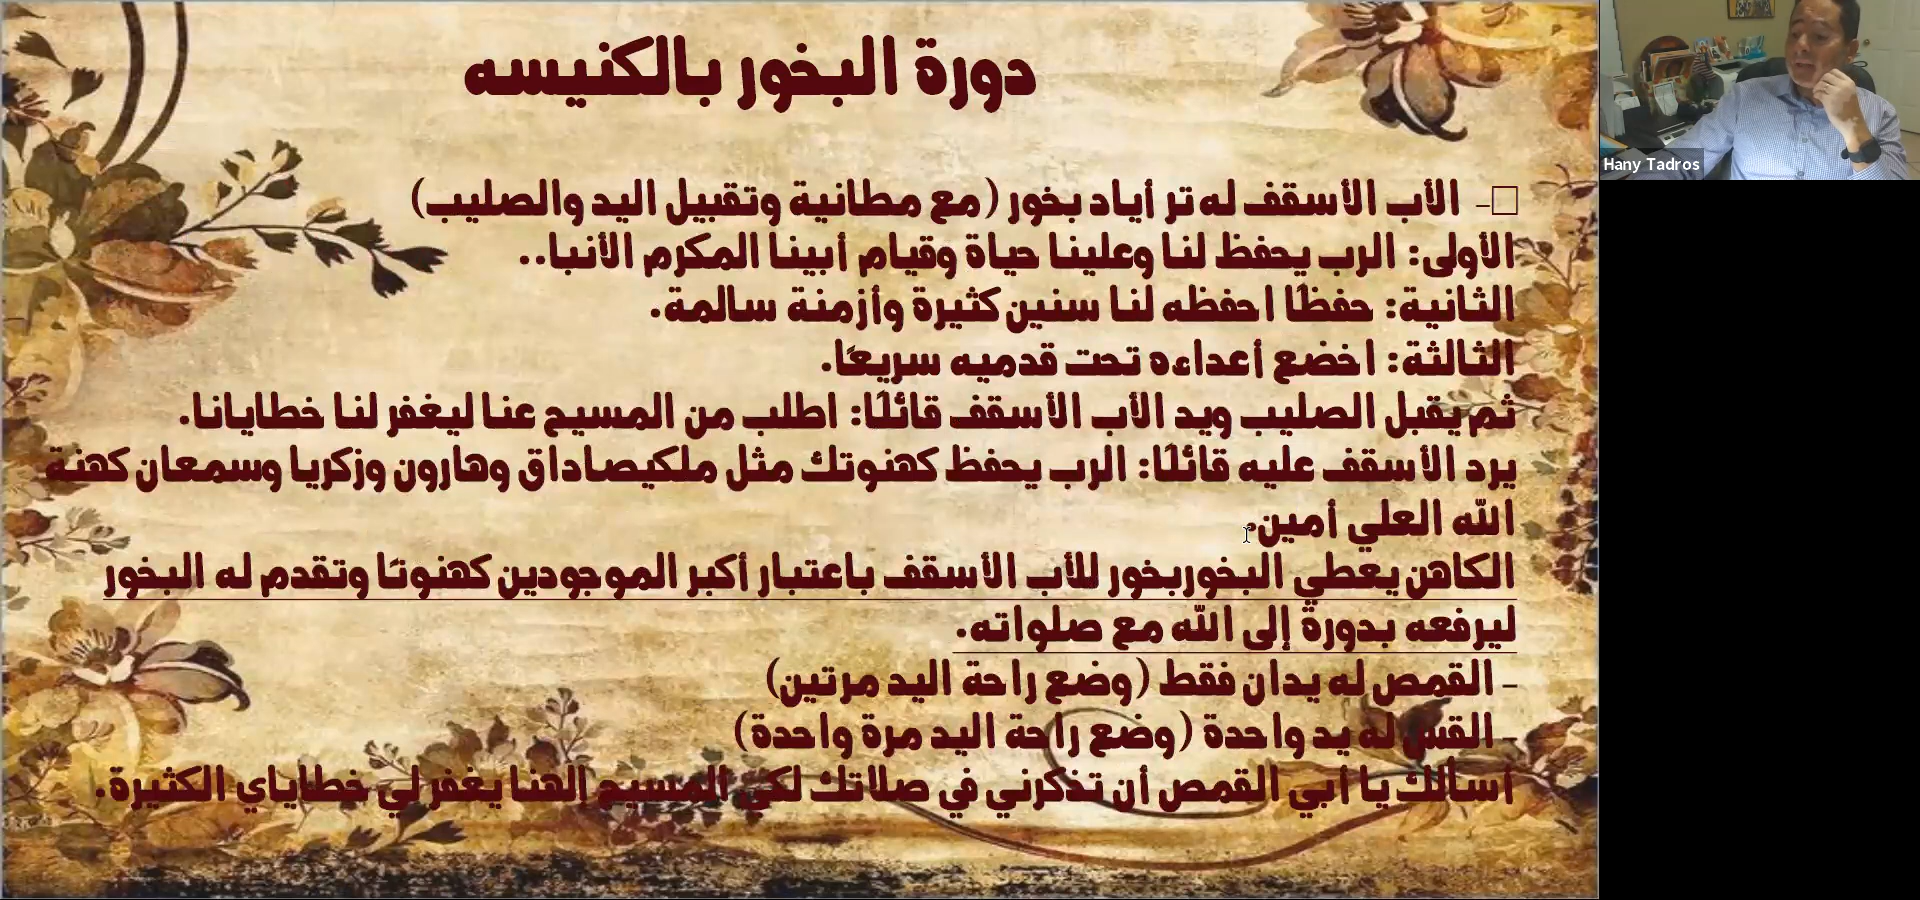 دورة البخور بالكنيسه
- الأب الأسقف له تر أياد بخور (مع مطانية وتقبيل اليد والصليب)
الأولى: الرب يحفظ لنا وعلينا حياة وقيام أبينا المكرم الأنبا..
الثانية: حفظًا احفظه لنا سنين كثيرة وأزمنة سالمة.
الثالثة: اخضع أعداءه تحت قدميه سريعًا.
ثم يقبل الصليب ويد الأب الأسقف قائلًا: اطلب من المسيح عنا ليغفر لنا خطايانا.
يرد الأسقف عليه قائلًا: الرب يحفظ كهنوتك مثل ملكيصاداق وهارون وزكريا وسمعان كهنة
الله العلي أمين.
الكاهن يعطي البخوربخور للأب الأسقف باعتبار أكبر الموجودين كهنوتًا وتقدم له البخور
ليرفعه بدورة إلى الله مع صلواته.
- القمص له يدان فقط (وضع راحة اليد مرتين)
- القس له يد واحدة (وضع راحة اليد مرة واحدة)
أسألك يا أبي القمص أن تذكرني في صلاتك لكي المسيح إلهنا يغفر لي خطاياي الكثيرة.
Hany Tadros